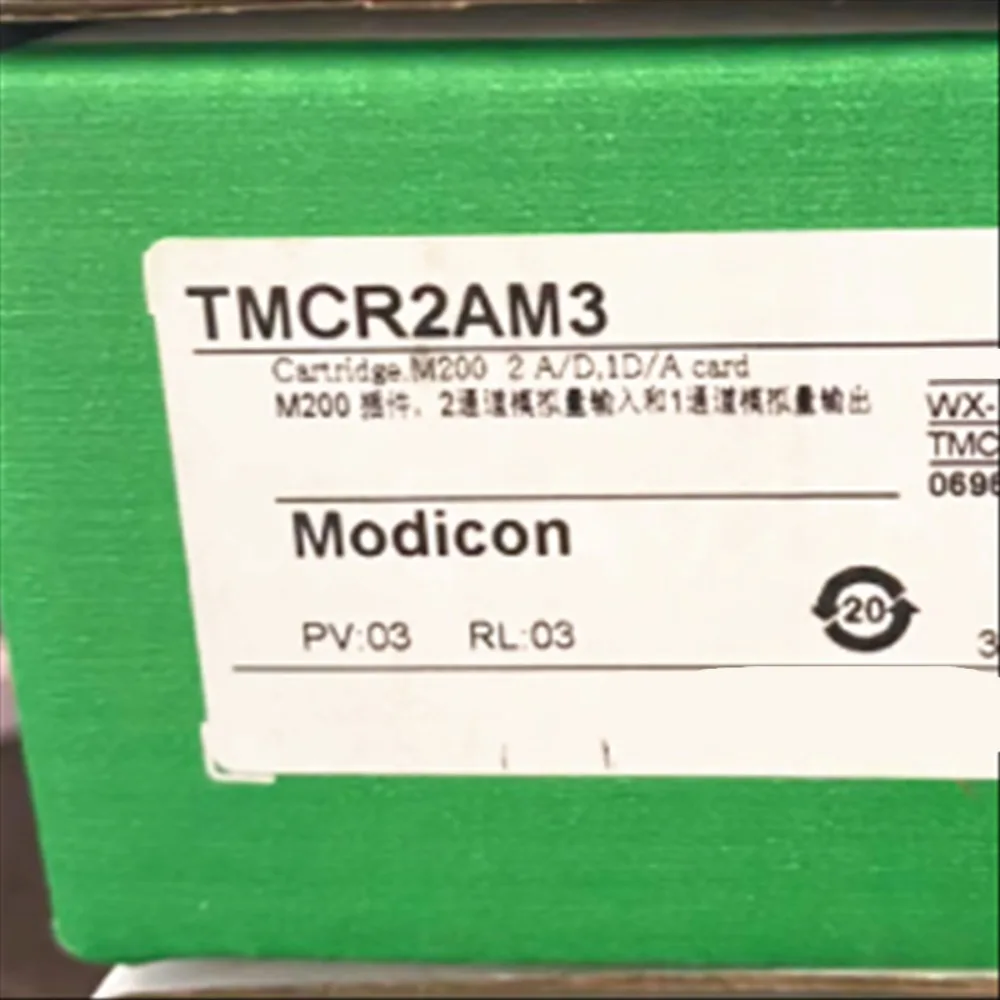 TMCR2AM3
Cartridge,M200 2 A/D,1D/A card
M200 插件, 2通道模拟量输入和1通道模拟量输出
WX-
TMC
0696
Modicon
20
PV:03 RL:03
3